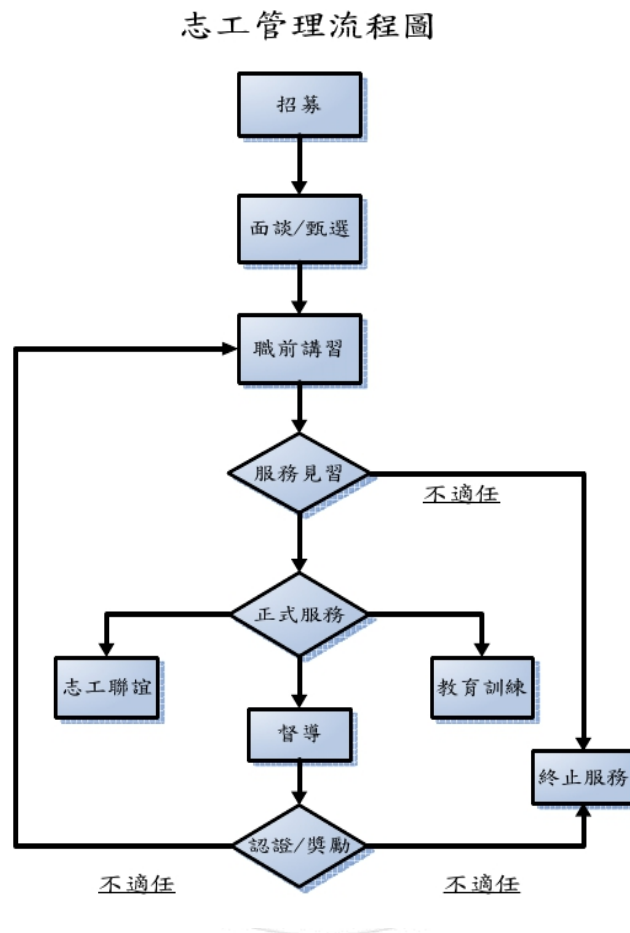 志工管理流程圖
招募
面談/甄選
職前講習
服務見習
不適任
正式服務
志工聯誼
教育訓練
督導
終止服務
認證/獎勵
不適任
不適任